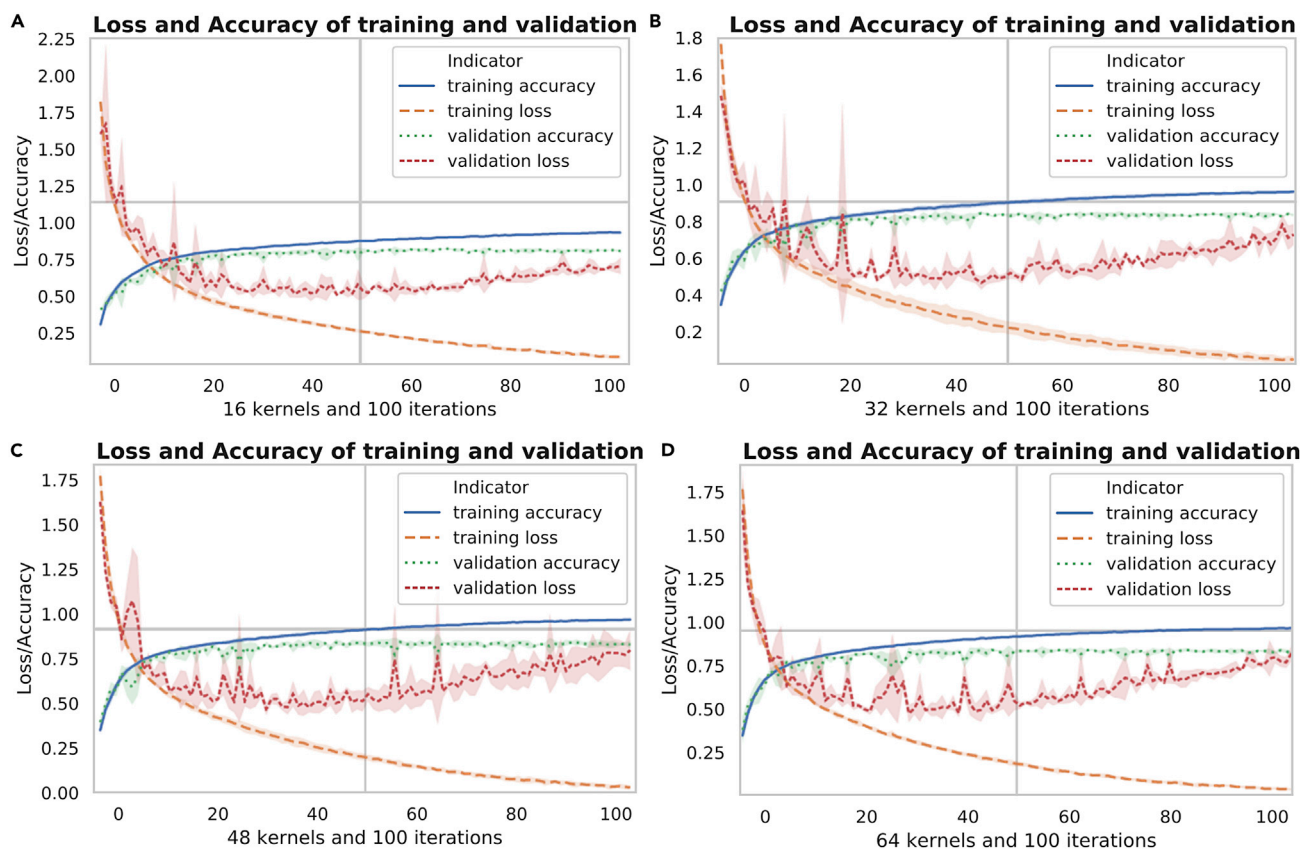 A
Loss and Accuracy of training and validation
2.25
2.00
1.75
1.50
1.25
1.00
0.75
0.50
0.25
Loss/Accuracy
Indicator
training accuracy
training loss
validation accuracy
validation loss
0 20 40 60 80 100
16 kernels and 100 iterations
B
Loss and Accuracy of training and validation
1.8
1.6
1.4
1.2
1.0
0.8
0.6
0.4
0.2
Loss/Accuracy
Indicator
training accuracy
training loss
validation accuracy
validation loss
0 20 40 60 80 100
32 kernels and 100 iterations
C
Loss and Accuracy of training and validation
1.75
1.50
1.25
1.00
0.75
0.50
0.25
0.00
Loss/Accuracy
Indicator
training accuracy
training loss
validation accuracy
validation loss
0 20 40 60 80 100
48 kernels and 100 iterations
D
Loss and Accuracy of training and validation
1.75
1.50
1.25
1.00
0.75
0.50
0.25
Loss/Accuracy
Indicator
training accuracy
training loss
validation accuracy
validation loss
0 20 40 60 80 100
64 kernels and 100 iterations